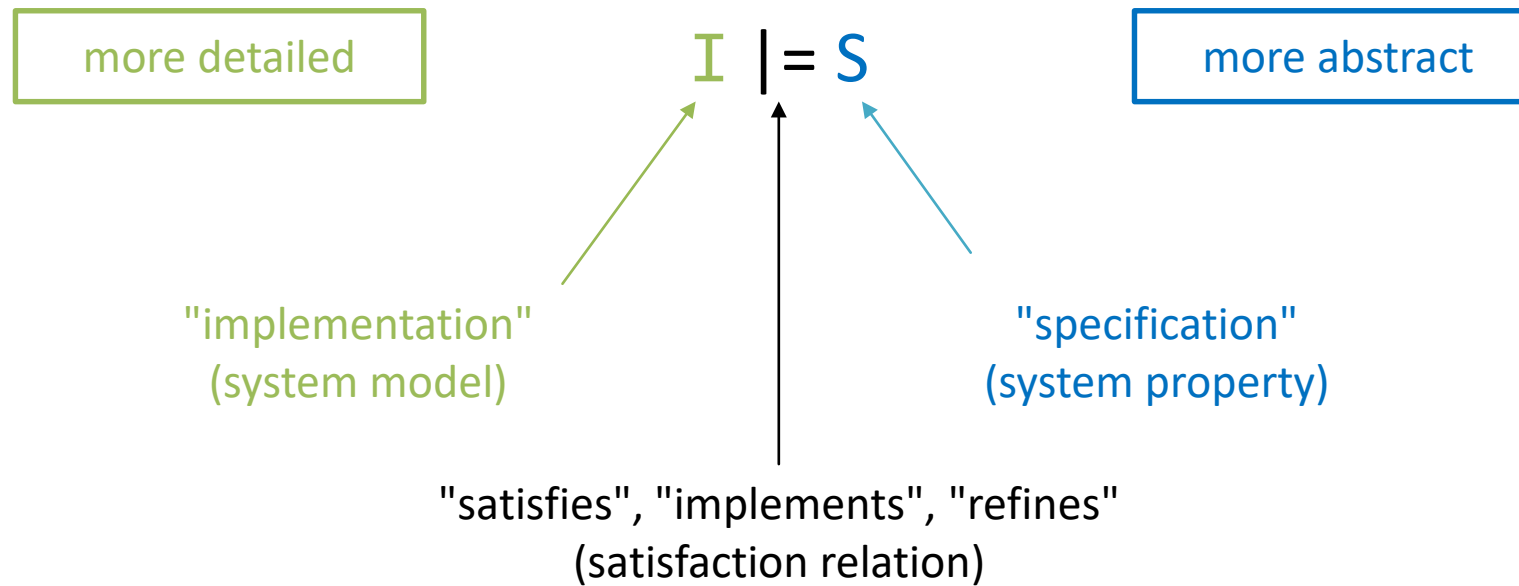 more detailed
I |= S
more abstract
"implementation"
(system model)
"specification"
(system property)
"satisfies", "implements", "refines"
(satisfaction relation)